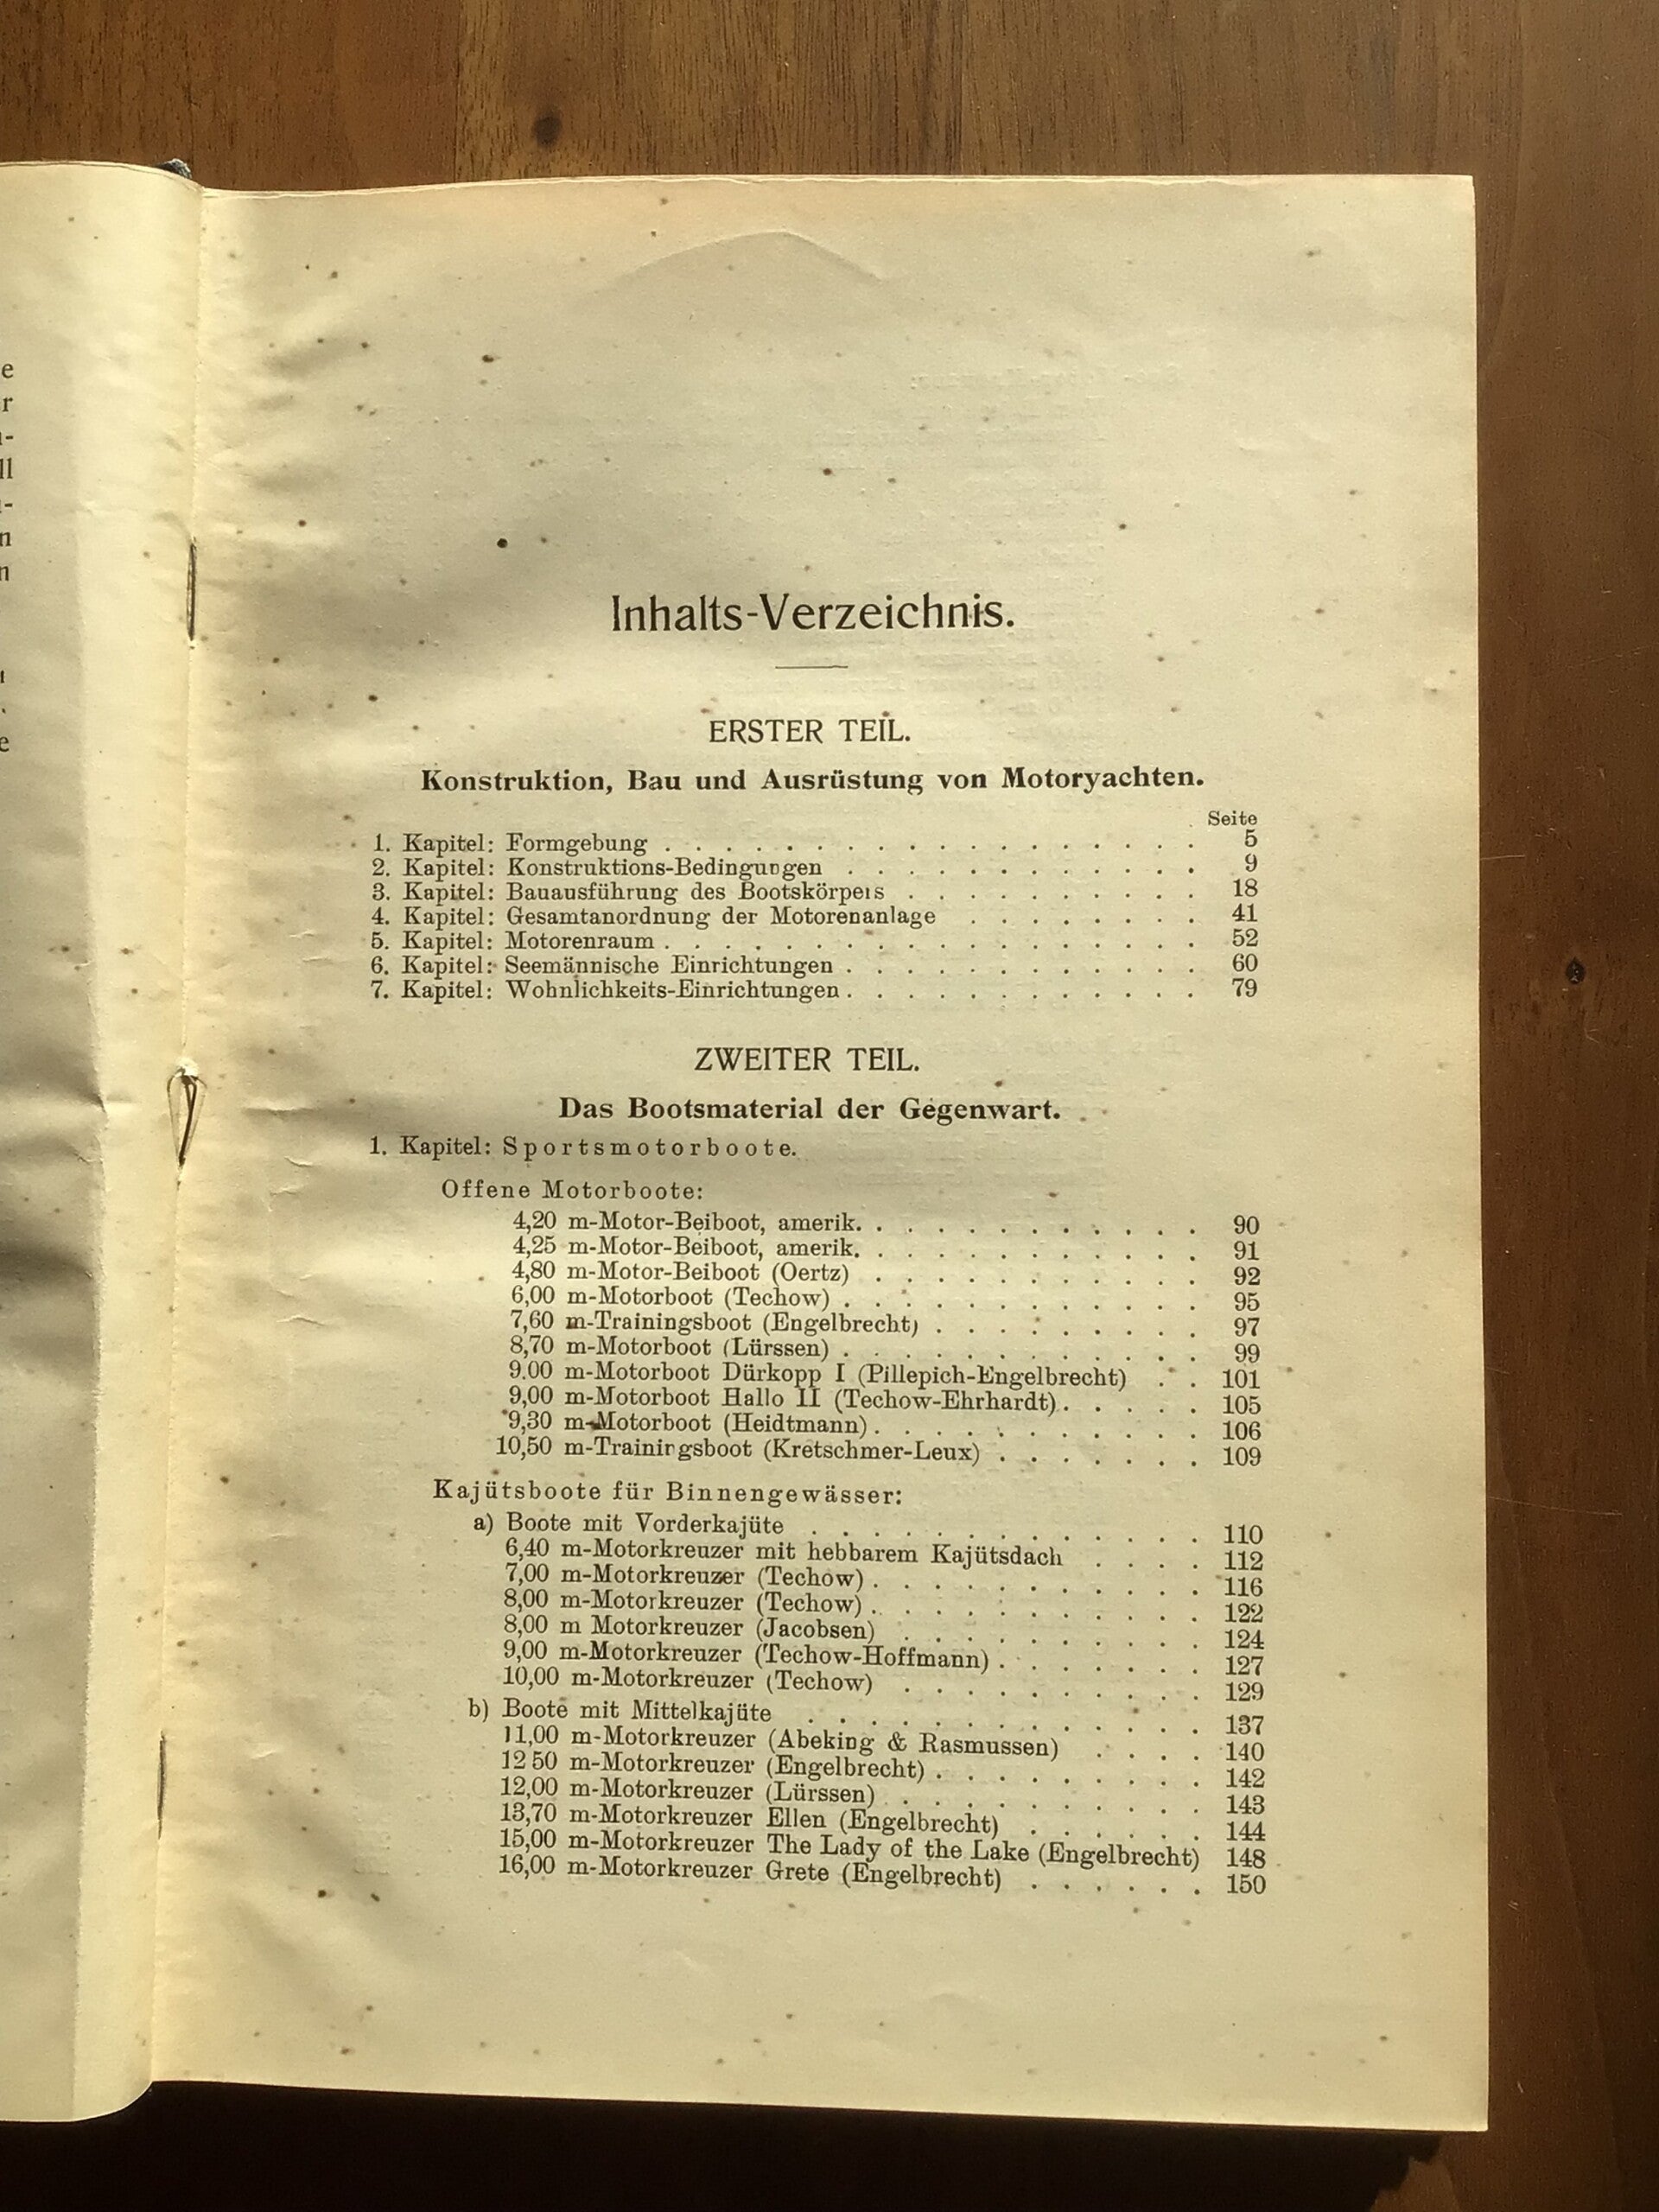 Inhalts-Verzeichnis.
ERSTER TEIL.
Konstruktion, Bau und Ausrüstung von Motoryachten.
Seite
1. Kapitel: Formgebung . . . . . . . . . . . . . . . . . . 5
2. Kapitel: Konstruktions-Bedingungen . . . . . . . . . . . . 9
3. Kapitel: Bauausführung des Bootskörpers . . . . . . . . . . 18
4. Kapitel: Gesamtanordnung der Motorenanlage . . . . . . . . 41
5. Kapitel: Motorenraum . . . . . . . . . . . . . . . . . . 52
6. Kapitel: Seemännische Einrichtungen . . . . . . . . . . . . 60
7. Kapitel: Wohnlichkeits-Einrichtungen . . . . . . . . . . . . 79
ZWEITER TEIL.
Das Bootsmaterial der Gegenwart.
1. Kapitel: Sportsmotorboote.
Offene Motorboote:
4,20 m-Motor-Beiboot, amerik. . . . . . . . . . . . 90
4,25 m-Motor-Beiboot, amerik. . . . . . . . . . . . 91
4,80 m-Motor-Beiboot (Oertz) . . . . . . . . . . . 92
6,00 m-Motorboot (Techow) . . . . . . . . . . . . 95
7,60 m-Trainingsboot (Engelbrecht) . . . . . . . . . 97
8,70 m-Motorboot (Lürssen) . . . . . . . . . . . . 99
9.00 m-Motorboot Dürkopp I (Pillepich-Engelbrecht) . . 101
9,00 m-Motorboot Hallo II (Techow-Ehrhardt) . . . . . 105
9,30 m-Motorboot (Heidtmann) . . . . . . . . . . . 106
10,50 m-Trainingsboot (Kretschmer-Leux) . . . . . . . 109
Kajütsboote für Binnengewässer:
a) Boote mit Vorderkajüte . . . . . . . . . . . . . 110
6,40 m-Motorkreuzer mit hebbarem Kajütsdach . . . . 112
7,00 m-Motorkreuzer (Techow) . . . . . . . . . . . 116
8,00 m-Motorkreuzer (Techow) . . . . . . . . . . . 122
8,00 m Motorkreuzer (Jacobsen) . . . . . . . . . . 124
9,00 m-Motorkreuzer (Techow-Hoffmann) . . . . . . . 127
10,00 m-Motorkreuzer (Techow) . . . . . . . . . . 129
b) Boote mit Mittelkajüte . . . . . . . . . . . . . 137
11,00 m-Motorkreuzer (Abeking & Rasmussen) . . . . 140
12 50 m-Motorkreuzer (Engelbrecht) . . . . . . . . . 142
12,00 m-Motorkreuzer (Lürssen) . . . . . . . . . . 143
13,70 m-Motorkreuzer Ellen (Engelbrecht) . . . . . . 144
15,00 m-Motorkreuzer The Lady of the Lake (Engelbrecht) 148
16,00 m-Motorkreuzer Grete (Engelbrecht) . . . . . . 150